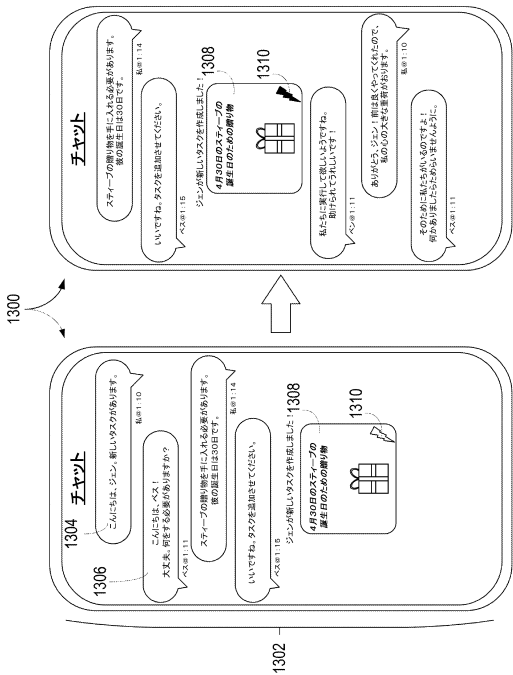 1300
1302
チャット
1304
こんにちは、ジェン。新しいタスクがあります。
私@1:10
1306
こんにちは、ベス！
大丈夫。何をする必要がありますか？
ベス@1:11
スティーブの贈り物を手に入れる必要があります。
彼の誕生日は30日です。
私@1:14
いいですね。タスクを追加させてください。
ベス@1:15
ジェンが新しいタスクを作成しました！
1308
4月30日のスティーブの
誕生日のための贈り物
1310
チャット
スティーブの贈り物を手に入れる必要があります。
彼の誕生日は30日です。
私@1:14
いいですね。タスクを追加させてください。
ベス@1:15
ジェンが新しいタスクを作成しました！
1308
4月30日のスティーブの
誕生日のための贈り物
1310
私たちに実行して欲しいようですね。
助けられてうれしいです！
ベン@1:11
ありがとう、ジェン！前は良くやってくれたので、
私の心の大きな重荷がおります。
私@1:10
そのために私たちがいるのですよ！
何かありましたらためらいませんように。
ベス@1:11